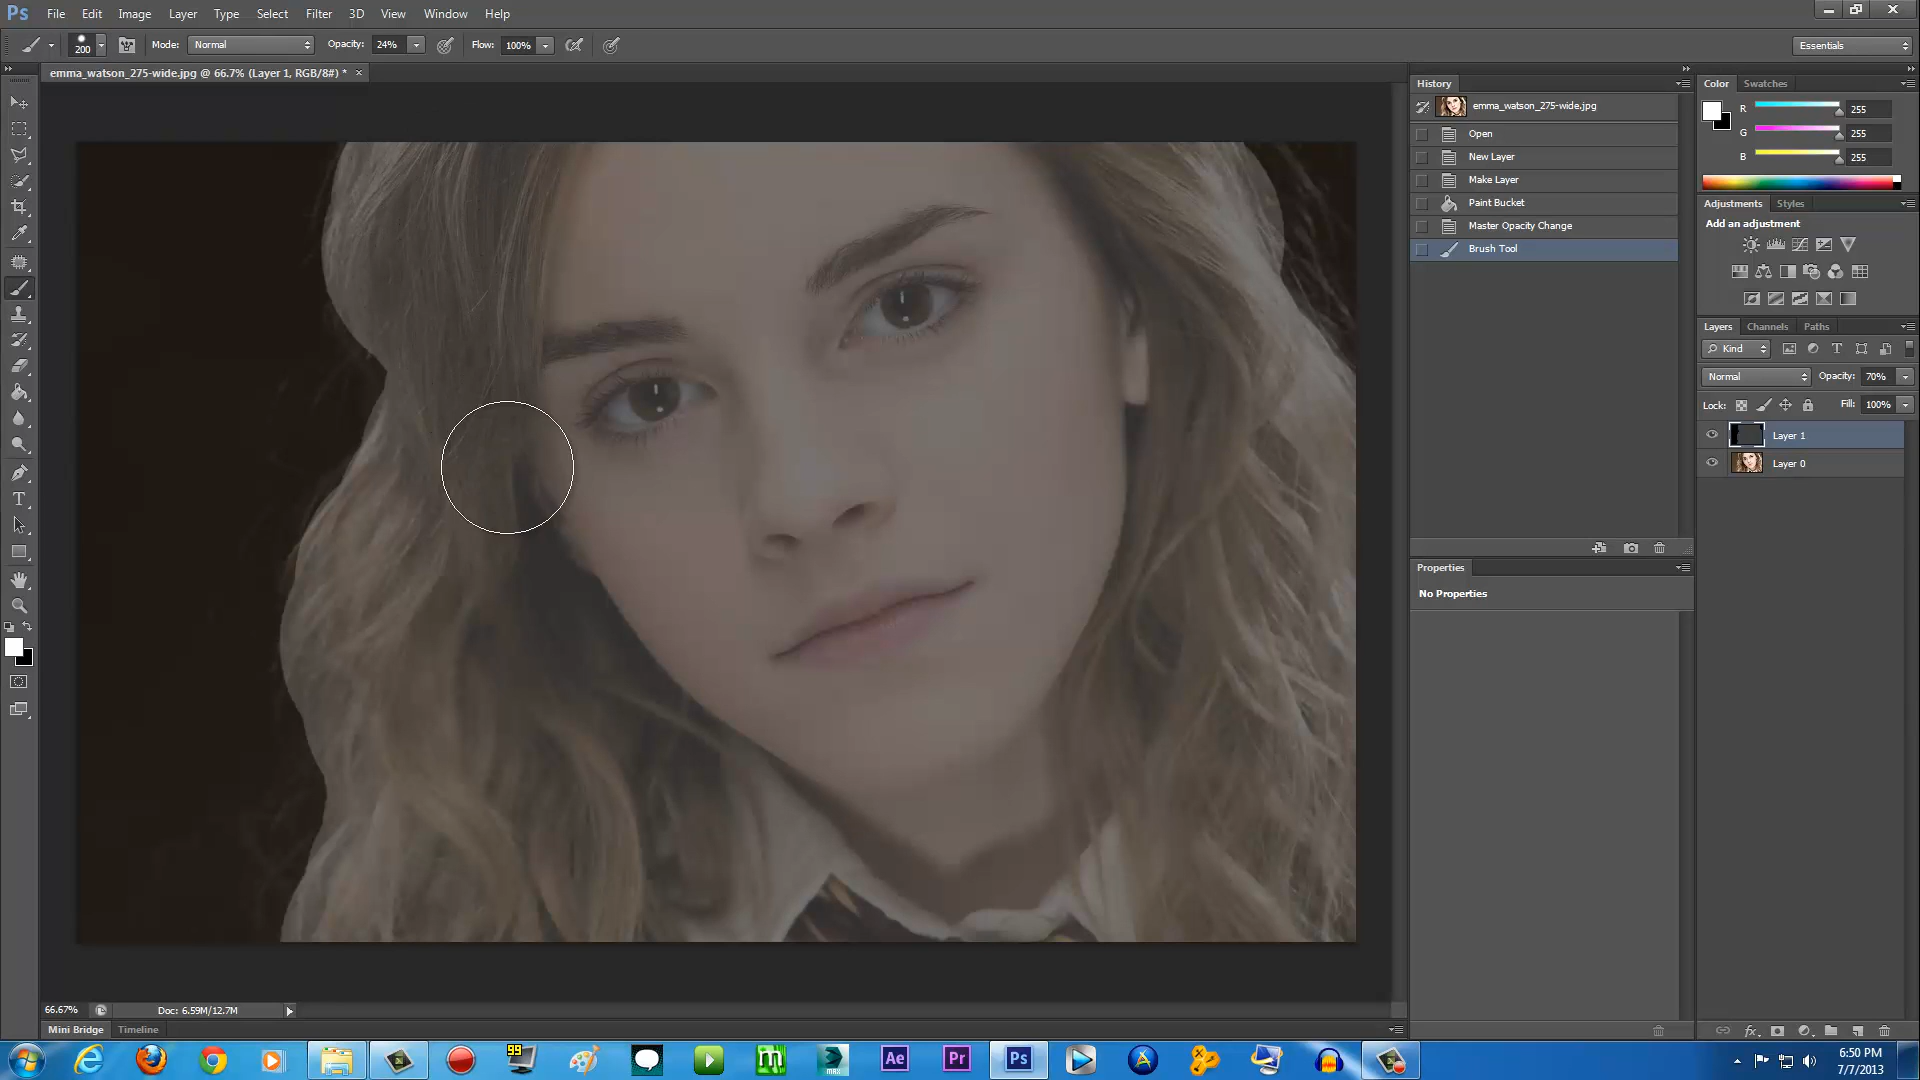 Ps File Edit Image Layer Type Select Filter 3D View Window Help
200 Mode: Normal Opacity: 24% Flow: 100% Essentials
emma_watson_275-wide.jpg @ 66.7% (Layer 1, RGB/8#) * ×
History
emma_watson_275-wide.jpg
Open
New Layer
Make Layer
Paint Bucket
Master Opacity Change
Brush Tool
Properties
No Properties
Color Swatches
R 255
G 255
B 255
Adjustments Styles
Add an adjustment
Layers Channels Paths
Kind
Normal Opacity: 70%
Lock: Fill: 100%
Layer 1
Layer 0
66.67% Doc: 6.59M/12.7M
Mini Bridge Timeline
99 MAX Ae Pr Ps
6:50 PM
7/7/2013